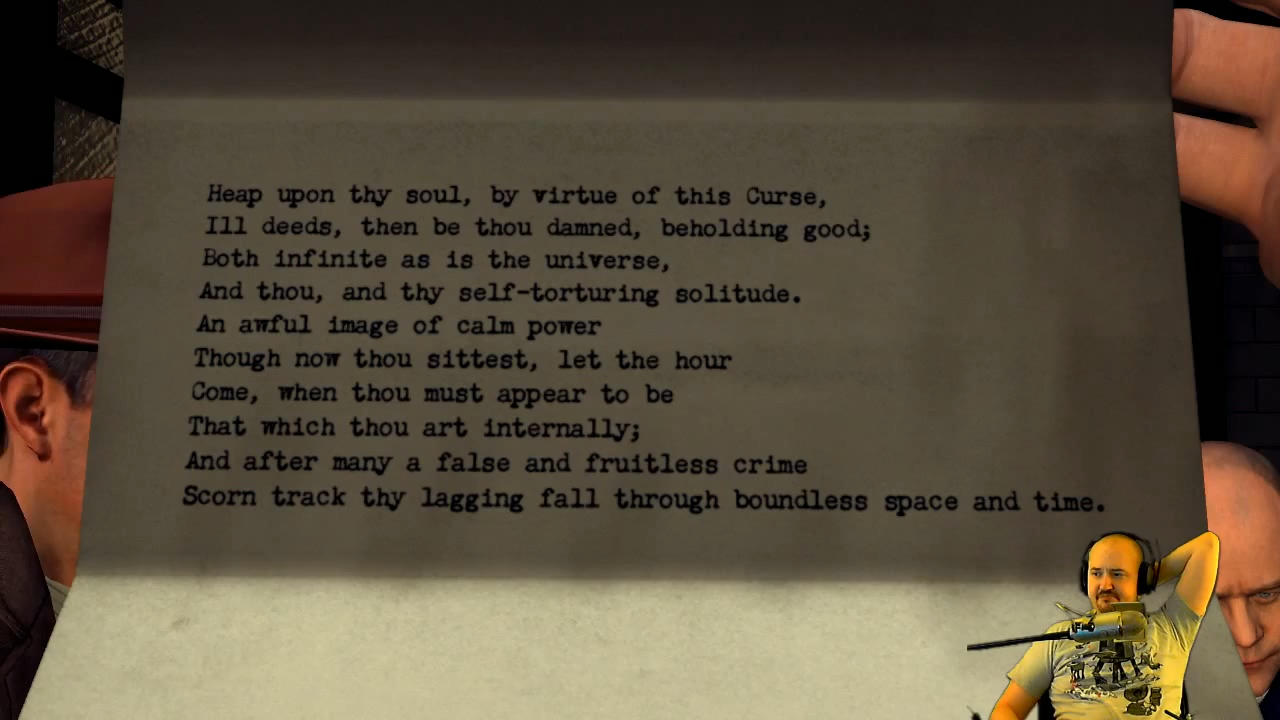 Heap upon thy soul, by virtue of this Curse,
Ill deeds, then be thou damned, beholding good;
Both infinite as is the universe,
And thou, and thy self-torturing solitude.
An awful image of calm power
Though now thou sittest, let the hour
Come, when thou must appear to be
That which thou art internally;
And after many a false and fruitless crime
Scorn track thy lagging fall through boundless space and time.